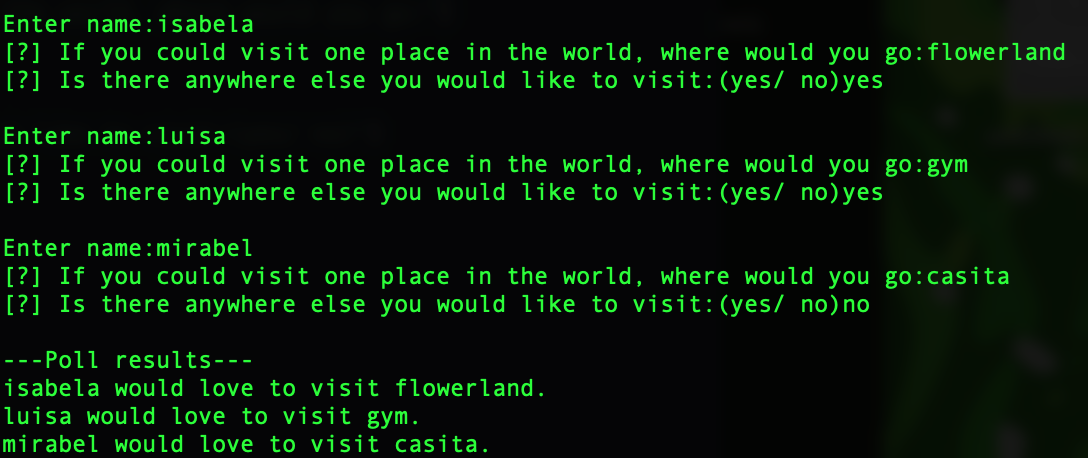 Enter name:isabela
[?] If you could visit one place in the world, where would you go:flowerland
[?] Is there anywhere else you would like to visit:(yes/ no)yes
Enter name:luisa
[?] If you could visit one place in the world, where would you go:gym
[?] Is there anywhere else you would like to visit:(yes/ no)yes
Enter name:mirabel
[?] If you could visit one place in the world, where would you go:casita
[?] Is there anywhere else you would like to visit:(yes/ no)no
---Poll results---
isabela would love to visit flowerland.
luisa would love to visit gym.
mirabel would love to visit casita.